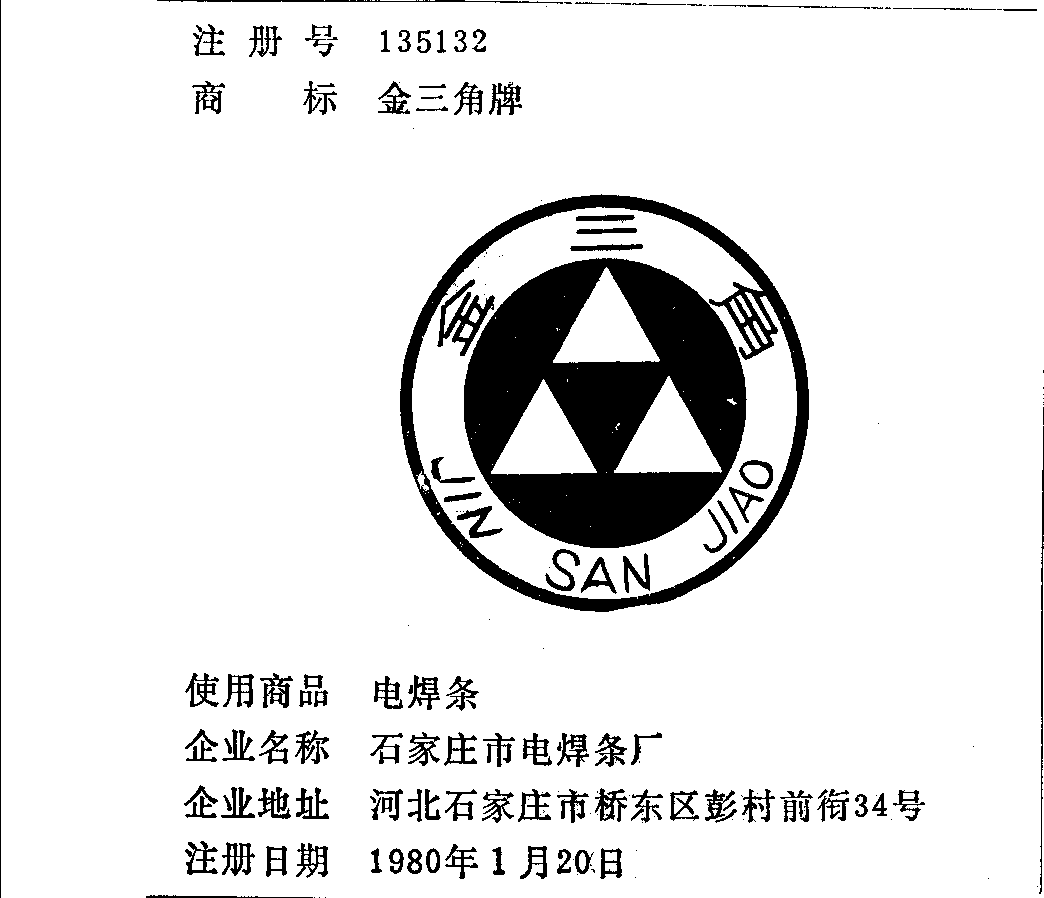 注册号 135132
商标 金三角牌
金三角
JIN SAN JIAO
使用商品 电焊条
企业名称 石家庄市电焊条厂
企业地址 河北石家庄市桥东区彭村前街34号
注册日期 1980年1月20日